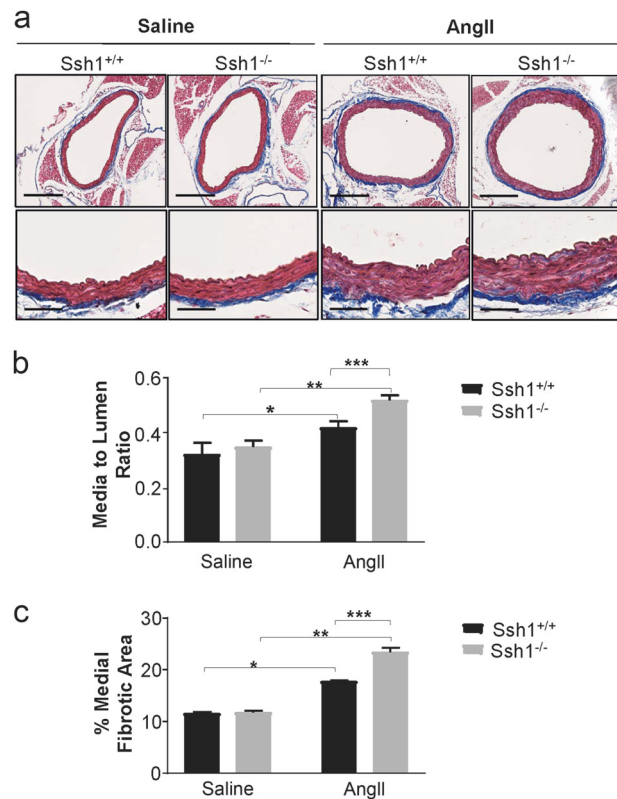 a
Saline AngII
Ssh1+/+ Ssh1-/- Ssh1+/+ Ssh1-/-
b
***
**
*
Ssh1+/+
Ssh1-/-
Media to Lumen
Ratio
0.6
0.4
0.2
0.0
Saline AngII
c
***
**
*
Ssh1+/+
Ssh1-/-
% Medial
Fibrotic Area
30
20
10
0
Saline AngII